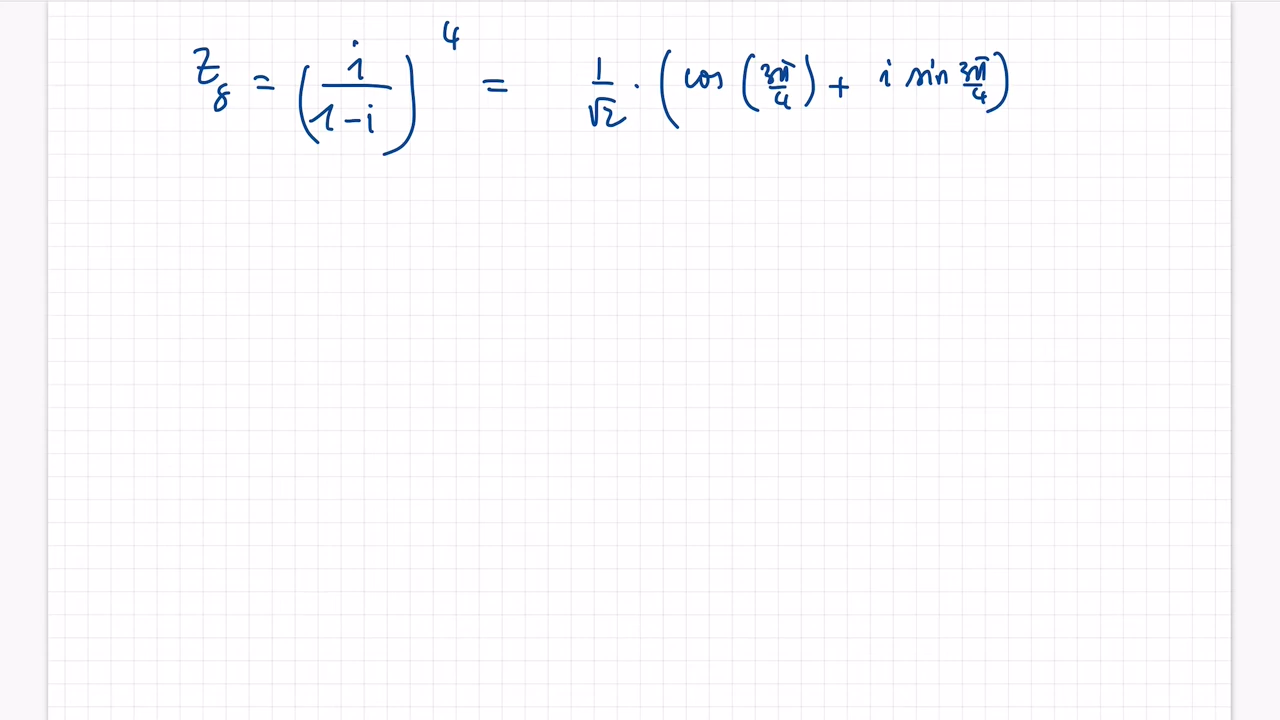 z₈ = (i/(1-i))⁴ = 1/√2 · (cos (3π/4) + i sin 3π/4)